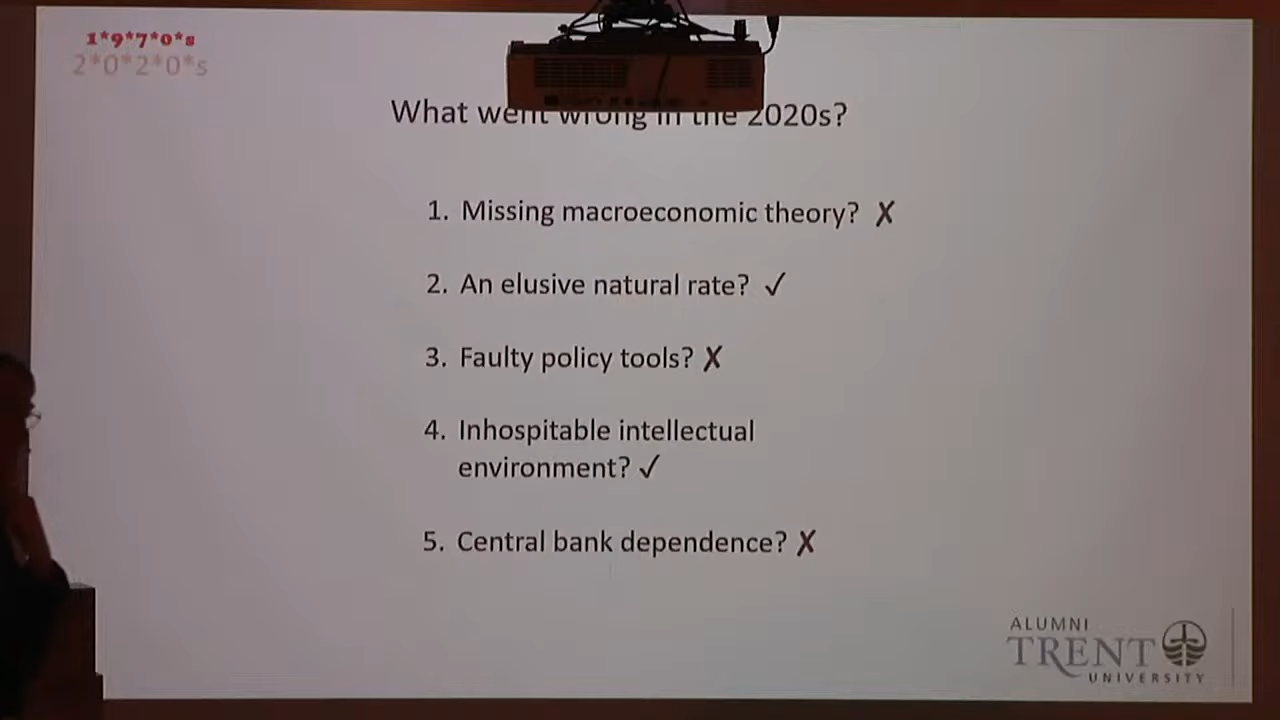 1*9*7*0*s
2*0*2*0*s
What went wrong in the 2020s?
1. Missing macroeconomic theory? ✗
2. An elusive natural rate? ✓
3. Faulty policy tools? ✗
4. Inhospitable intellectual
environment? ✓
5. Central bank dependence? ✗
ALUMNI
TRENT
UNIVERSITY